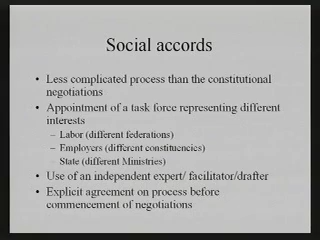 Social accords
• Less complicated process than the constitutional
negotiations
• Appointment of a task force representing different
interests
– Labor (different federations)
– Employers (different constituencies)
– State (different Ministries)
• Use of an independent expert/ facilitator/drafter
• Explicit agreement on process before
commencement of negotiations